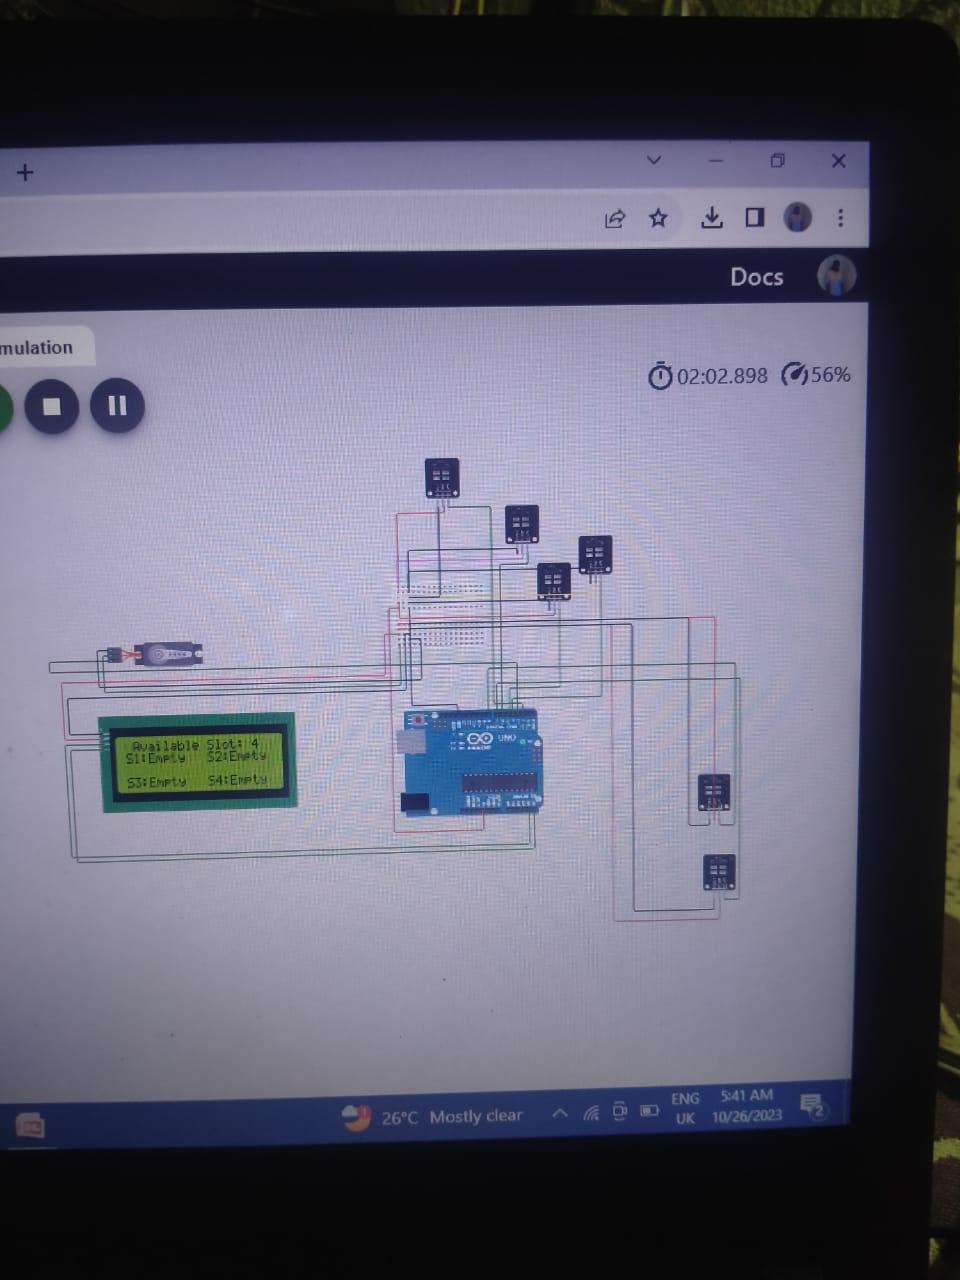 Docs
mulation
02:02.898 56%
Available Slot: 4
S1:Empty S2:Empty
S3:Empty S4:Empty
UNO
26°C Mostly clear
ENG
UK
5:41 AM
10/26/2023
2